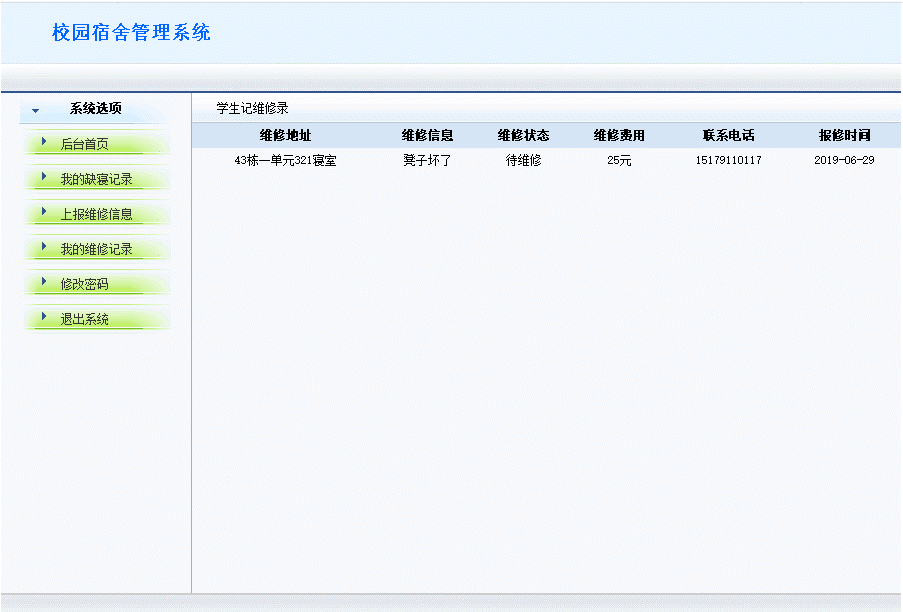 校园宿舍管理系统
系统选项
后台首页
我的缺寝记录
上报维修信息
我的维修记录
修改密码
退出系统
学生记维修录
维修地址 维修信息 维修状态 维修费用 联系电话 报修时间
43栋一单元321寝室 凳子坏了 待维修 25元 15179110117 2019-06-29